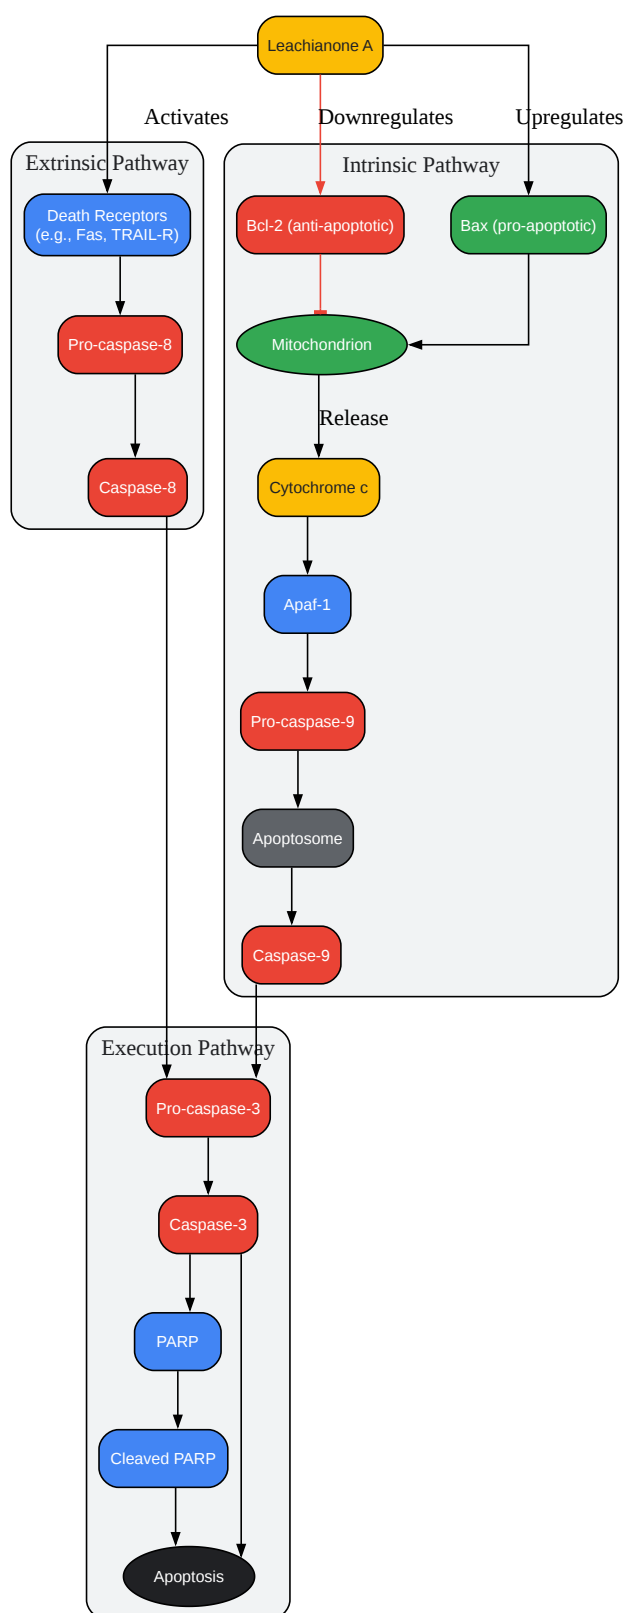 Leachianone A
Activates
Downregulates
Upregulates
Extrinsic Pathway
Intrinsic Pathway
Death Receptors
(e.g., Fas, TRAIL-R)
Bcl-2 (anti-apoptotic)
Bax (pro-apoptotic)
Pro-caspase-8
Mitochondrion
Release
Caspase-8
Cytochrome c
Apaf-1
Pro-caspase-9
Apoptosome
Caspase-9
Execution Pathway
Pro-caspase-3
Caspase-3
PARP
Cleaved PARP
Apoptosis